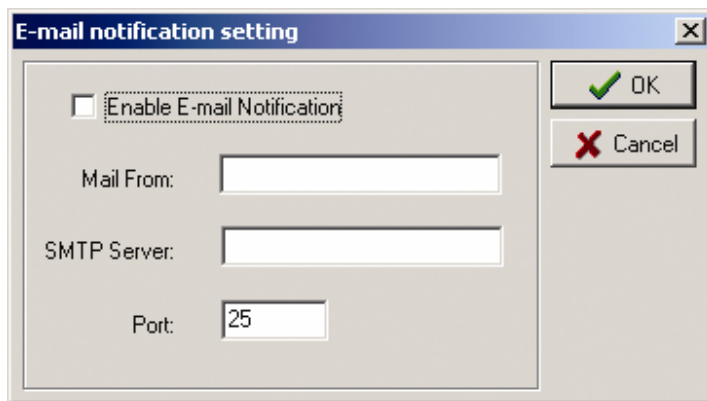 E-mail notification setting
Enable E-mail Notification
OK
Cancel
Mail From:
SMTP Server:
Port: 25